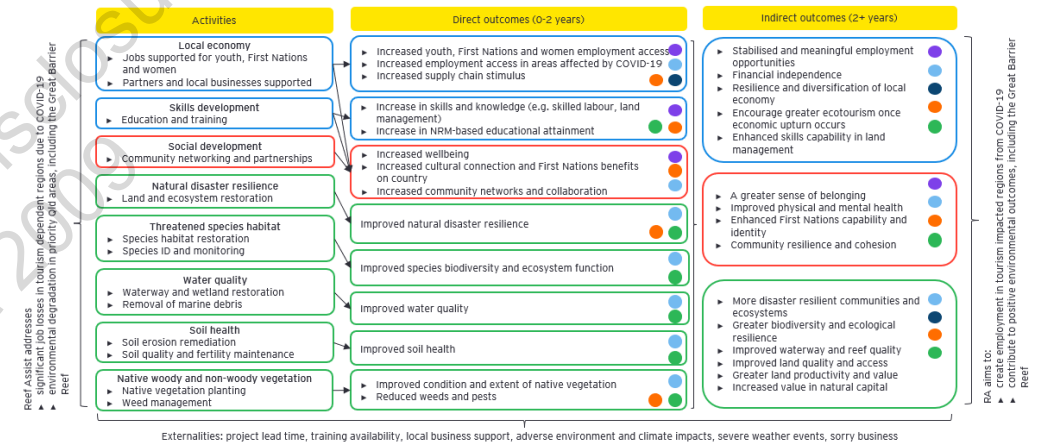 Activities
Direct outcomes (0-2 years)
Indirect outcomes (2+ years)
Reef Assist addresses
► significant job losses in tourism dependent regions due to COVID-19
► environmental degradation in priority Qld areas, including the Great Barrier
Reef
Local economy
► Jobs supported for youth, First Nations
and women
► Partners and local businesses supported
Skills development
► Education and training
Social development
► Community networking and partnerships
Natural disaster resilience
► Land and ecosystem restoration
Threatened species habitat
► Species habitat restoration
► Species ID and monitoring
Water quality
► Waterway and wetland restoration
► Removal of marine debris
Soil health
► Soil erosion remediation
► Soil quality and fertility maintenance
Native woody and non-woody vegetation
► Native vegetation planting
► Weed management
► Increased youth, First Nations and women employment access
► Increased employment access in areas affected by COVID-19
► Increased supply chain stimulus
► Increase in skills and knowledge (e.g. skilled labour, land
management)
► Increase in NRM-based educational attainment
► Increased wellbeing
► Increased cultural connection and First Nations benefits
on country
► Increased community networks and collaboration
Improved natural disaster resilience
Improved species biodiversity and ecosystem function
Improved water quality
Improved soil health
► Improved condition and extent of native vegetation
► Reduced weeds and pests
► Stabilised and meaningful employment
opportunities
► Financial independence
► Resilience and diversification of local
economy
► Encourage greater ecotourism once
economic upturn occurs
► Enhanced skills capability in land
management
► A greater sense of belonging
► Improved physical and mental health
► Enhanced First Nations capability and
identity
► Community resilience and cohesion
► More disaster resilient communities and
ecosystems
► Greater biodiversity and ecological
resilience
► Improved waterway and reef quality
► Improved land quality and access
► Greater land productivity and value
► Increased value in natural capital
RA aims to:
► create employment in tourism impacted regions from COVID-19
► contribute to positive environmental outcomes, including the Great Barrier
Reef
Externalities: project lead time, training availability, local business support, adverse environment and climate impacts, severe weather events, sorry business
2009